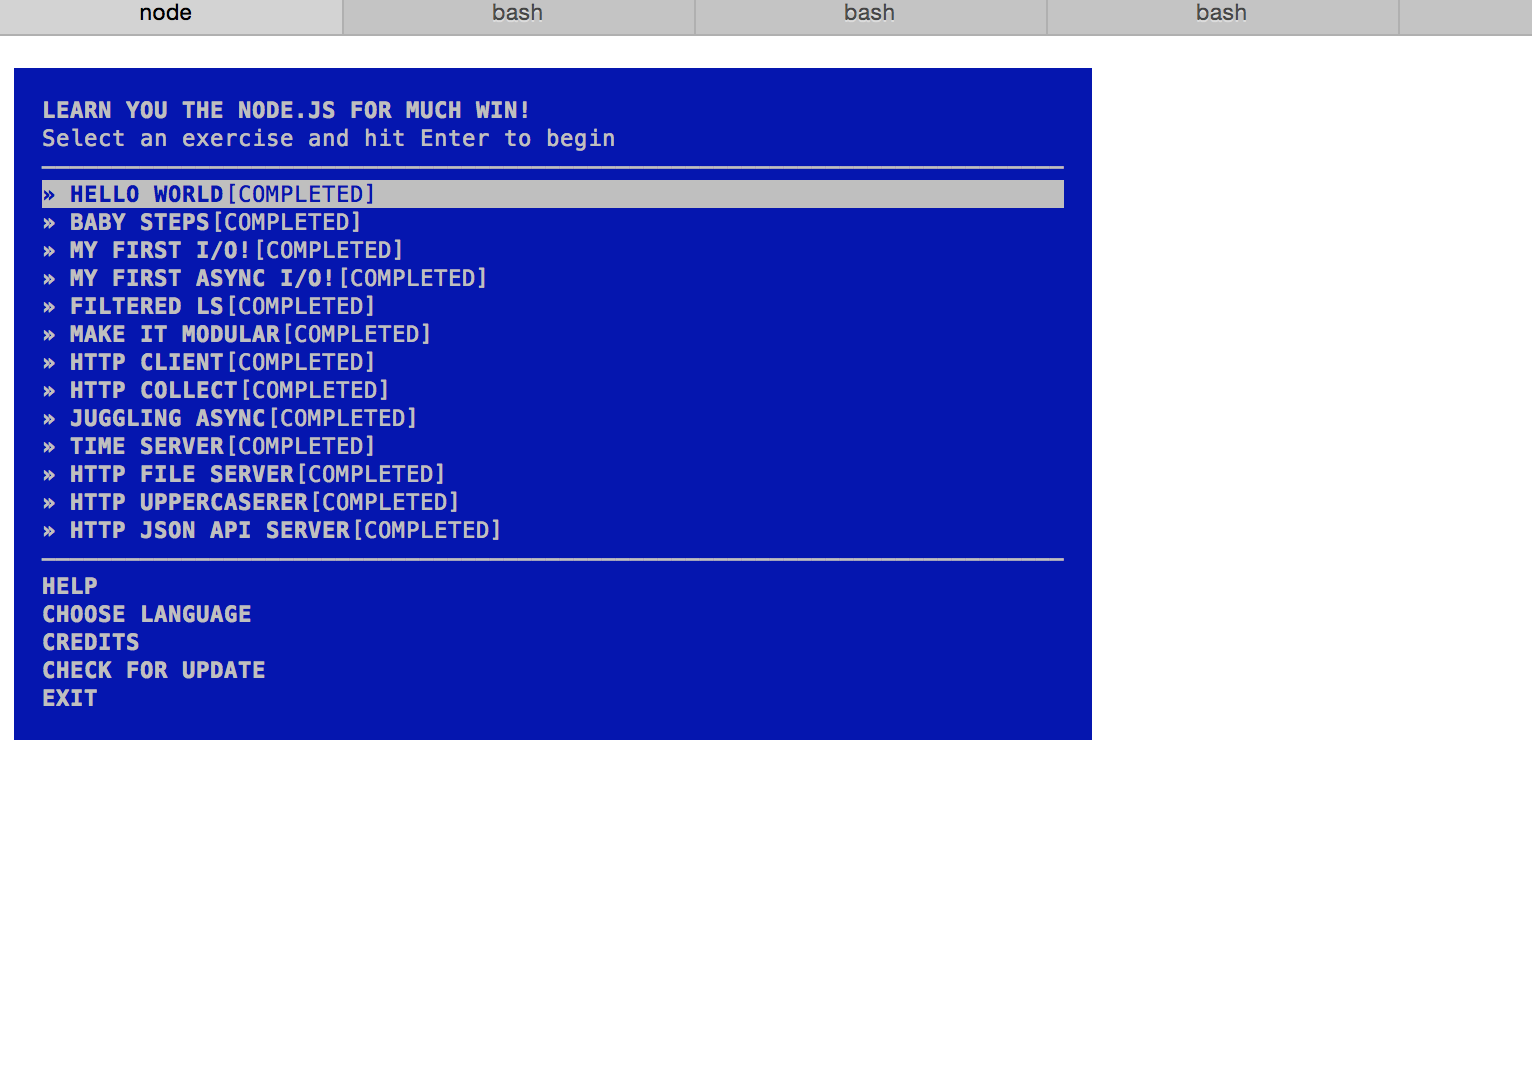 node bash bash bash
LEARN YOU THE NODE.JS FOR MUCH WIN!
Select an exercise and hit Enter to begin
» HELLO WORLD [COMPLETED]
» BABY STEPS [COMPLETED]
» MY FIRST I/O! [COMPLETED]
» MY FIRST ASYNC I/O! [COMPLETED]
» FILTERED LS [COMPLETED]
» MAKE IT MODULAR [COMPLETED]
» HTTP CLIENT [COMPLETED]
» HTTP COLLECT [COMPLETED]
» JUGGLING ASYNC [COMPLETED]
» TIME SERVER [COMPLETED]
» HTTP FILE SERVER [COMPLETED]
» HTTP UPPERCASERER [COMPLETED]
» HTTP JSON API SERVER [COMPLETED]
HELP
CHOOSE LANGUAGE
CREDITS
CHECK FOR UPDATE
EXIT